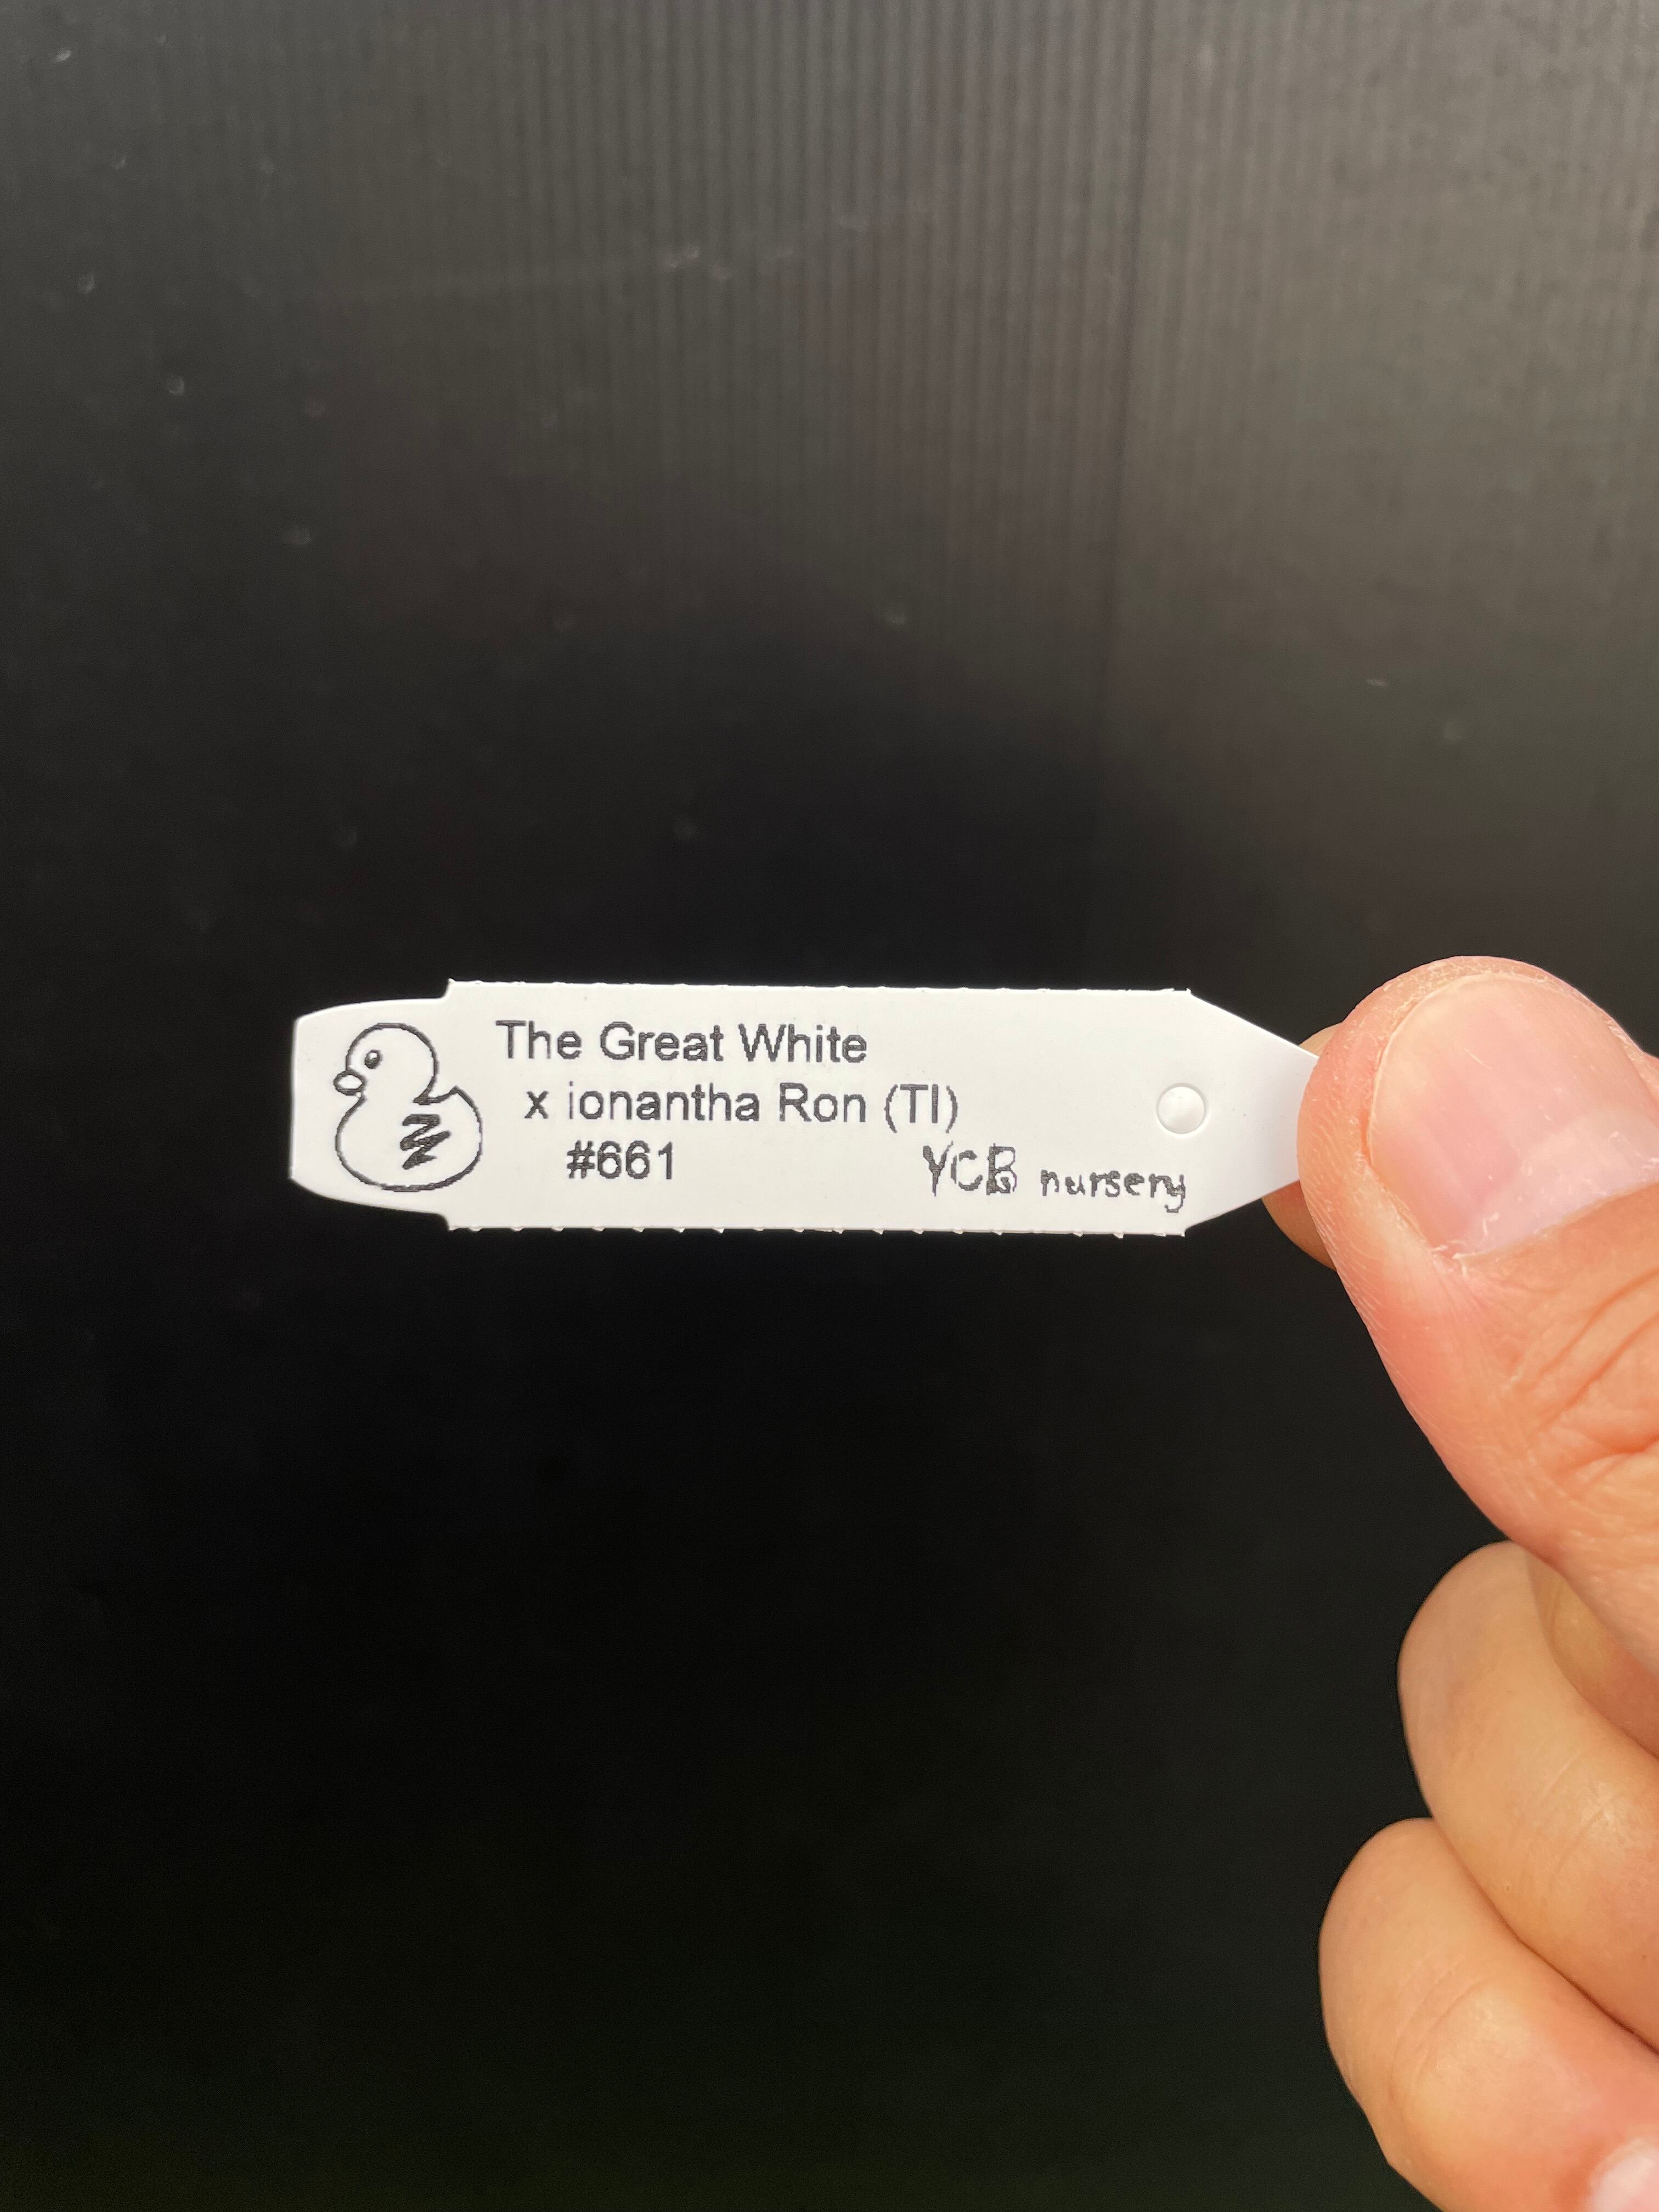 The Great White
x ionantha Ron (TI)
#661
YCB nursery